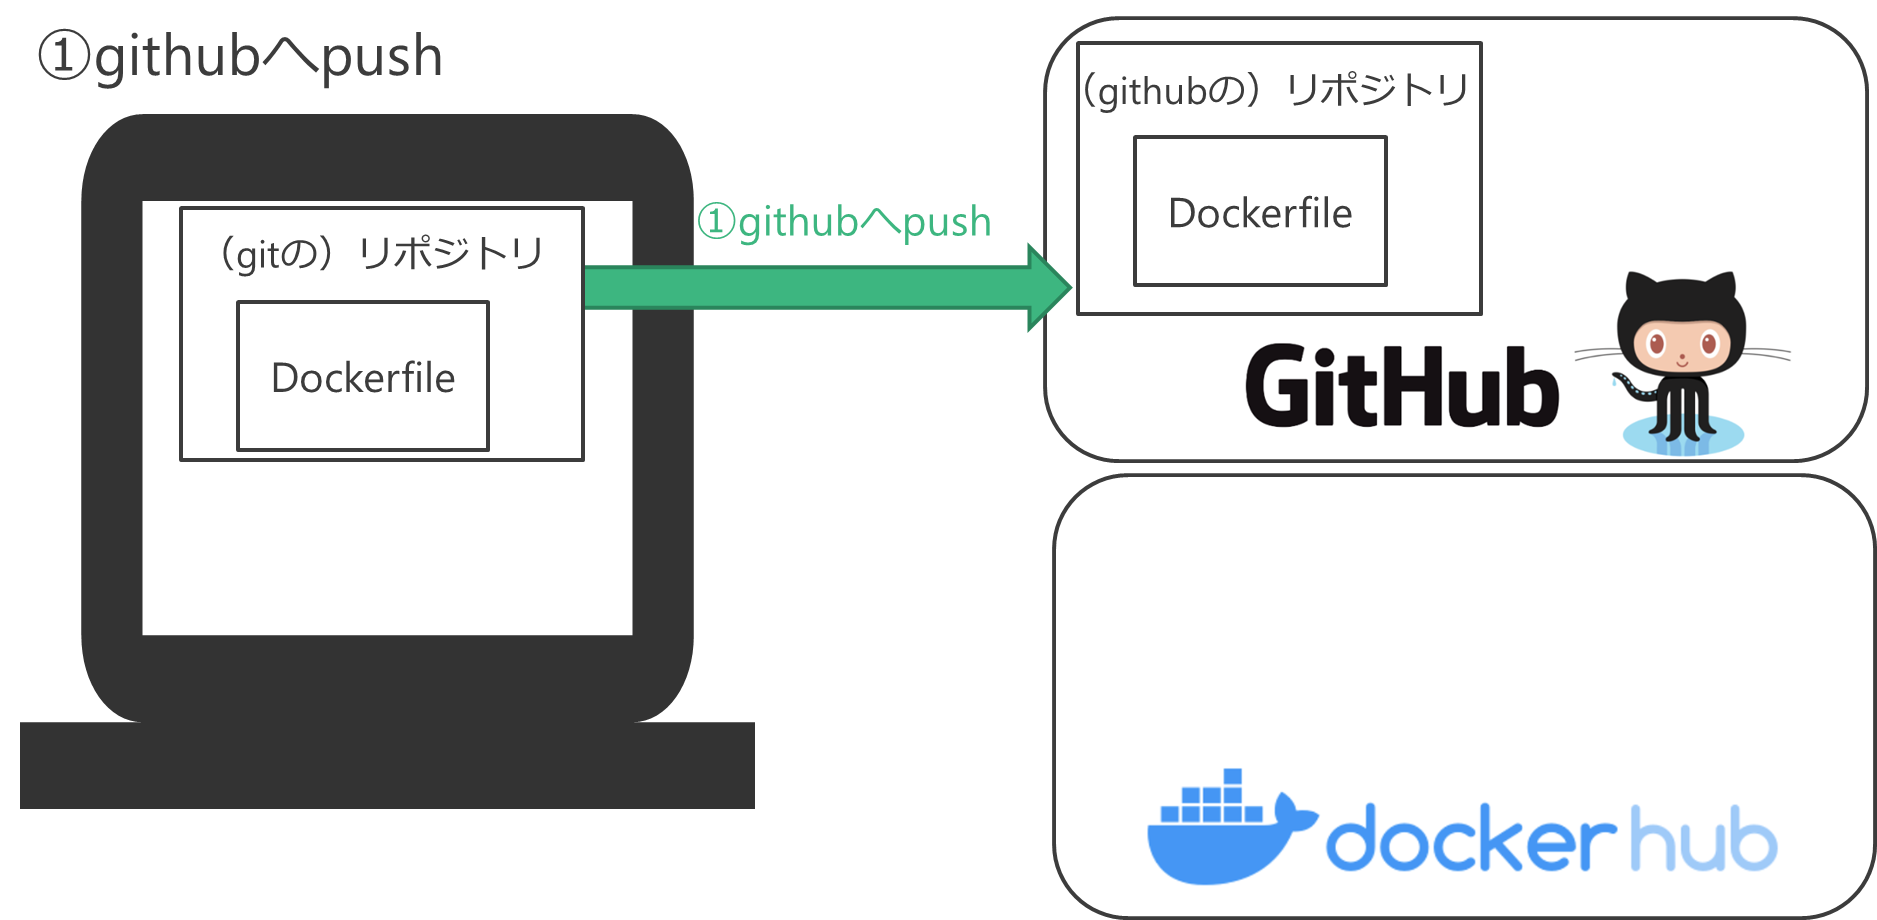 ①githubへpush
（gitの）リポジトリ
Dockerfile
①githubへpush
（githubの）リポジトリ
Dockerfile
GitHub
docker hub